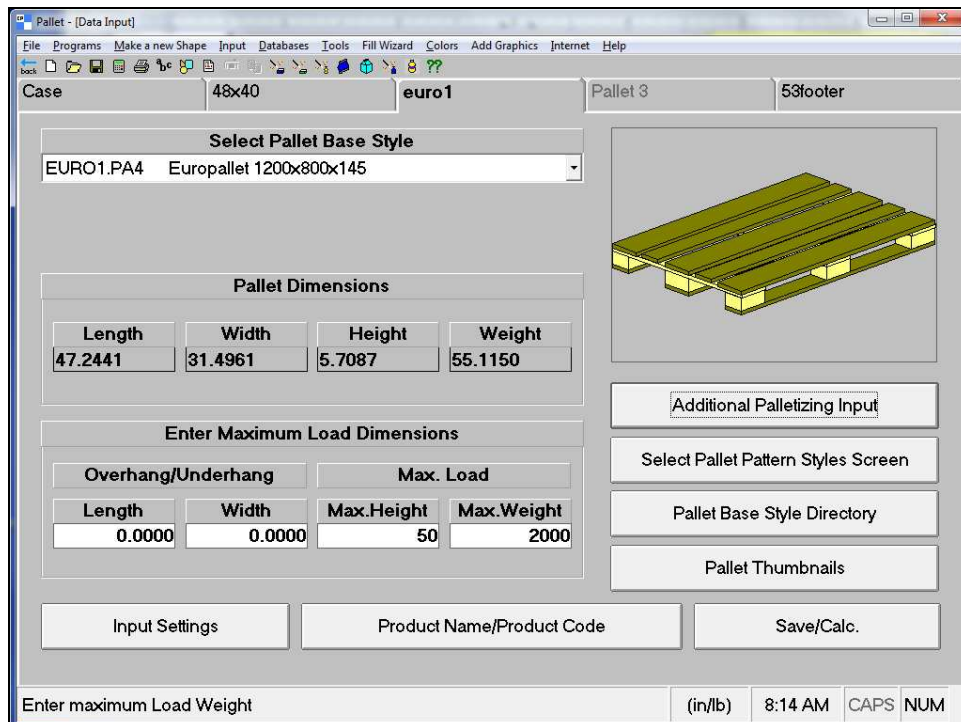 Pallet - [Data Input]
File Programs Make a new Shape Input Databases Tools Fill Wizard Colors Add Graphics Internet Help
back bc ??
Case 48x40 euro1 Pallet 3 53footer
Select Pallet Base Style
EURO1.PA4 Europallet 1200x800x145
Pallet Dimensions
Length Width Height Weight
47.2441 31.4961 5.7087 55.1150
Additional Palletizing Input
Enter Maximum Load Dimensions
Select Pallet Pattern Styles Screen
Overhang/Underhang Max. Load
Length Width Max.Height Max.Weight
0.0000 0.0000 50 2000
Pallet Base Style Directory
Pallet Thumbnails
Input Settings Product Name/Product Code Save/Calc.
Enter maximum Load Weight (in/lb) 8:14 AM CAPS NUM